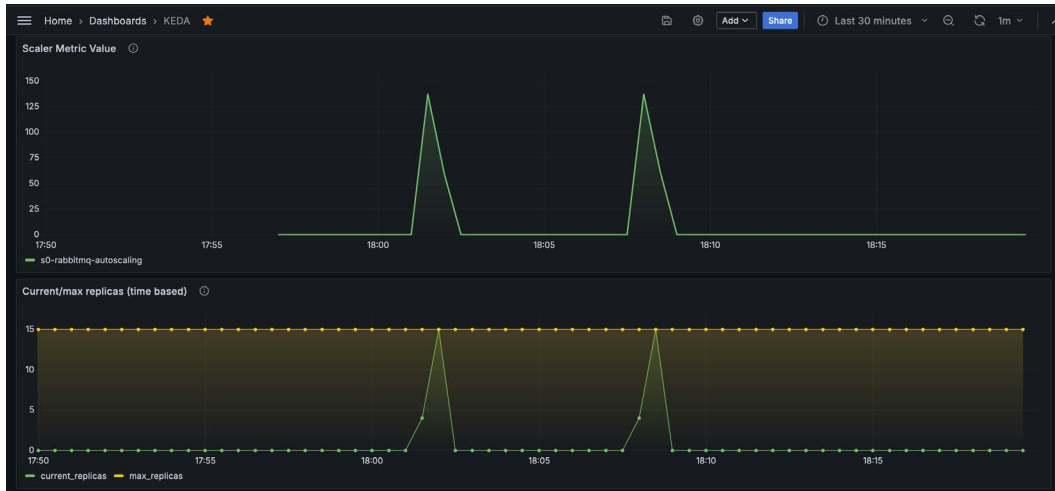 Home › Dashboards › KEDA
Add
Share
Last 30 minutes
1m
Scaler Metric Value
150
125
100
75
50
25
0
17:50 17:55 18:00 18:05 18:10 18:15
s0-rabbitmq-autoscaling
Current/max replicas (time based)
15
10
5
0
17:50 17:55 18:00 18:05 18:10 18:15
current_replicas max_replicas